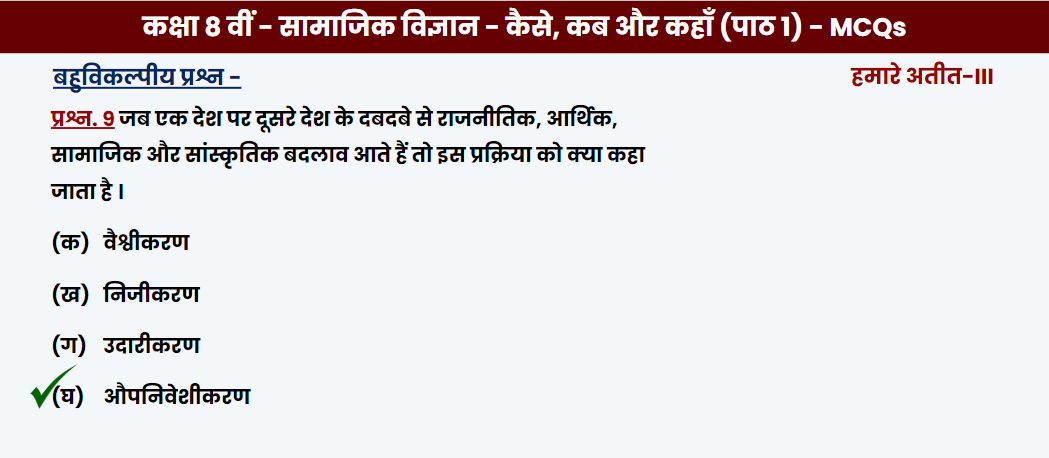 कक्षा 8 वीं - सामाजिक विज्ञान - कैसे, कब और कहाँ (पाठ 1) - MCQs
बहुविकल्पीय प्रश्न -
हमारे अतीत-III
प्रश्न. 9 जब एक देश पर दूसरे देश के दबदबे से राजनीतिक, आर्थिक,
सामाजिक और सांस्कृतिक बदलाव आते हैं तो इस प्रक्रिया को क्या कहा
जाता है ।
(क) वैश्वीकरण
(ख) निजीकरण
(ग) उदारीकरण
(घ) औपनिवेशीकरण